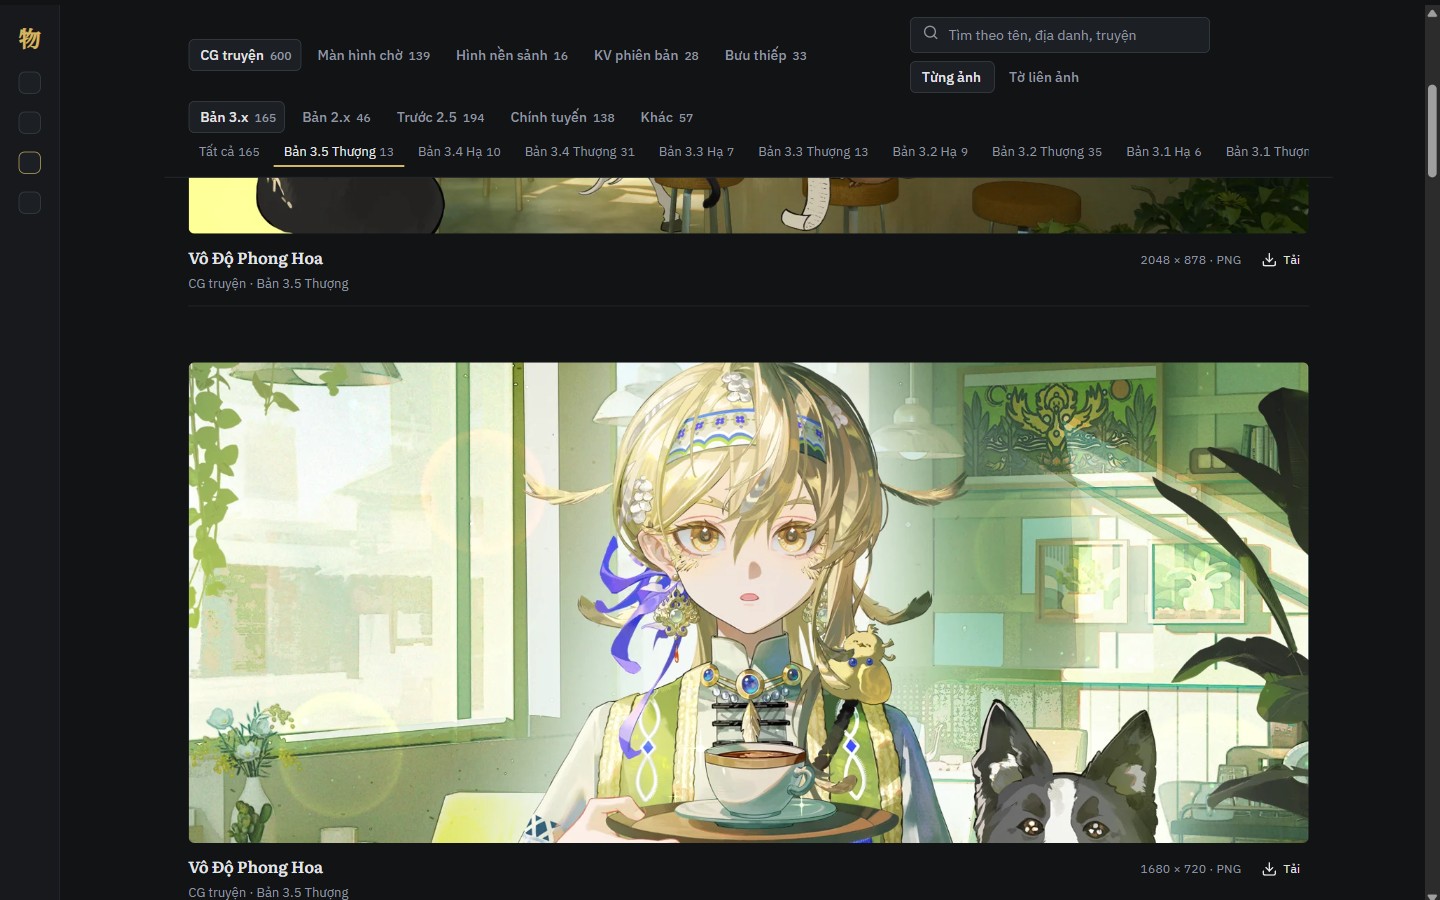 物
CG truyện 600 Màn hình chờ 139 Hình nền sảnh 16 KV phiên bản 28 Bưu thiếp 33
Tìm theo tên, địa danh, truyện
Từng ảnh Tờ liên ảnh
Bản 3.x 165 Bản 2.x 46 Trước 2.5 194 Chính tuyến 138 Khác 57
Tất cả 165 Bản 3.5 Thượng 13 Bản 3.4 Hạ 10 Bản 3.4 Thượng 31 Bản 3.3 Hạ 7 Bản 3.3 Thượng 13 Bản 3.2 Hạ 9 Bản 3.2 Thượng 35 Bản 3.1 Hạ 6 Bản 3.1 Thượn
Vô Độ Phong Hoa
2048 × 878 · PNG Tải
CG truyện · Bản 3.5 Thượng
Vô Độ Phong Hoa
1680 × 720 · PNG Tải
CG truyện · Bản 3.5 Thượng